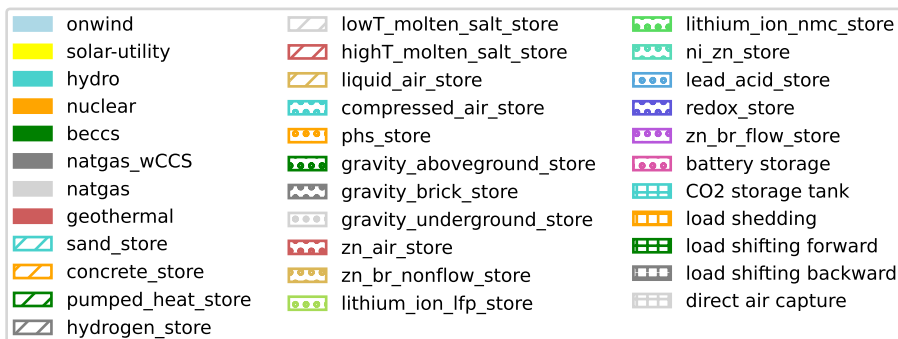 onwind
solar-utility
hydro
nuclear
beccs
natgas_wCCS
natgas
geothermal
sand_store
concrete_store
pumped_heat_store
hydrogen_store
lowT_molten_salt_store
highT_molten_salt_store
liquid_air_store
compressed_air_store
phs_store
gravity_aboveground_store
gravity_brick_store
gravity_underground_store
zn_air_store
zn_br_nonflow_store
lithium_ion_lfp_store
lithium_ion_nmc_store
ni_zn_store
lead_acid_store
redox_store
zn_br_flow_store
battery storage
CO2 storage tank
load shedding
load shifting forward
load shifting backward
direct air capture